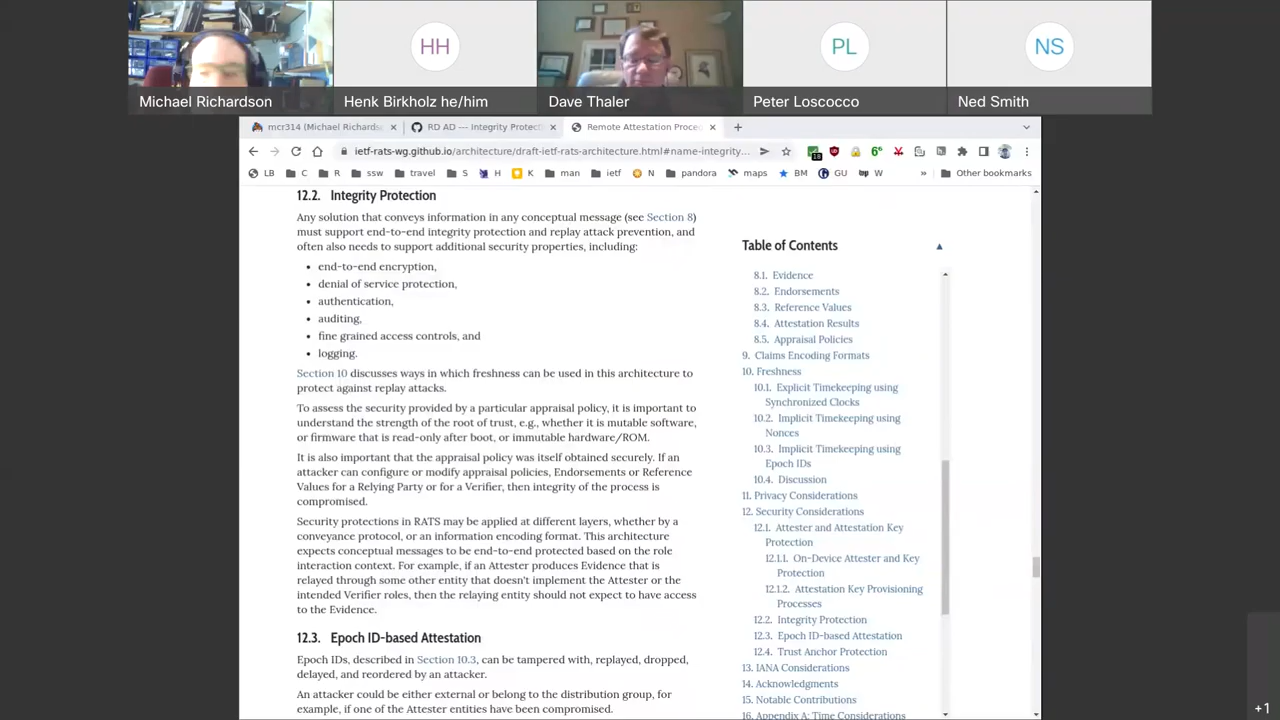 HH
PL
NS
Michael Richardson
Henk Birkholz he/him
Dave Thaler
Peter Loscocco
Ned Smith
mcr314 (Michael Richards
RD AD --- Integrity Protecti
Remote Attestation Proce
ietf-rats-wg.github.io/architecture/draft-ietf-rats-architecture.html#name-integrity...
18
LB
C
R
ssw
travel
S
H
K
man
ietf
N
pandora
maps
BM
GU
W
»
Other bookmarks
12.2. Integrity Protection
Any solution that conveys information in any conceptual message (see Section 8)
must support end-to-end integrity protection and replay attack prevention, and
often also needs to support additional security properties, including:
• end-to-end encryption,
• denial of service protection,
• authentication,
• auditing,
• fine grained access controls, and
• logging.
Section 10 discusses ways in which freshness can be used in this architecture to
protect against replay attacks.
To assess the security provided by a particular appraisal policy, it is important to
understand the strength of the root of trust, e.g., whether it is mutable software,
or firmware that is read-only after boot, or immutable hardware/ROM.
It is also important that the appraisal policy was itself obtained securely. If an
attacker can configure or modify appraisal policies, Endorsements or Reference
Values for a Relying Party or for a Verifier, then integrity of the process is
compromised.
Security protections in RATS may be applied at different layers, whether by a
conveyance protocol, or an information encoding format. This architecture
expects conceptual messages to be end-to-end protected based on the role
interaction context. For example, if an Attester produces Evidence that is
relayed through some other entity that doesn't implement the Attester or the
intended Verifier roles, then the relaying entity should not expect to have access
to the Evidence.
12.3. Epoch ID-based Attestation
Epoch IDs, described in Section 10.3, can be tampered with, replayed, dropped,
delayed, and reordered by an attacker.
An attacker could be either external or belong to the distribution group, for
example, if one of the Attester entities have been compromised.
Table of Contents
8.1. Evidence
8.2. Endorsements
8.3. Reference Values
8.4. Attestation Results
8.5. Appraisal Policies
9. Claims Encoding Formats
10. Freshness
10.1. Explicit Timekeeping using
Synchronized Clocks
10.2. Implicit Timekeeping using
Nonces
10.3. Implicit Timekeeping using
Epoch IDs
10.4. Discussion
11. Privacy Considerations
12. Security Considerations
12.1. Attester and Attestation Key
Protection
12.1.1. On-Device Attester and Key
Protection
12.1.2. Attestation Key Provisioning
Processes
12.2. Integrity Protection
12.3. Epoch ID-based Attestation
12.4. Trust Anchor Protection
13. IANA Considerations
14. Acknowledgments
15. Notable Contributions
16. Appendix A: Time Considerations
+1